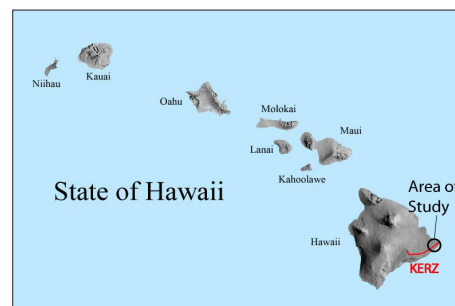 Niihau
Kauai
Oahu
Molokai
Lanai
Maui
Kahoolawe
State of Hawaii
Area of
Study
Hawaii
KERZ